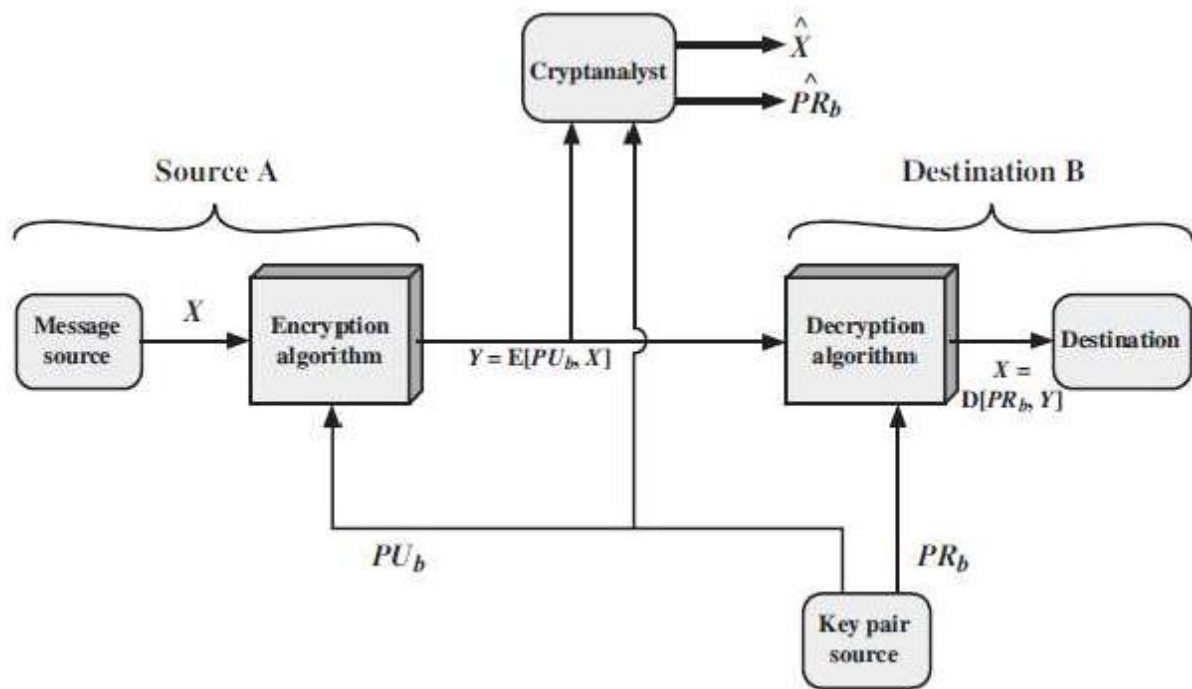 X̂
Cryptanalyst
P̂R_b
Source A
Destination B
X
Message
source
Encryption
algorithm
Decryption
algorithm
Destination
Y = E[PU_b, X]
X =
D[PR_b, Y]
PU_b
PR_b
Key pair
source